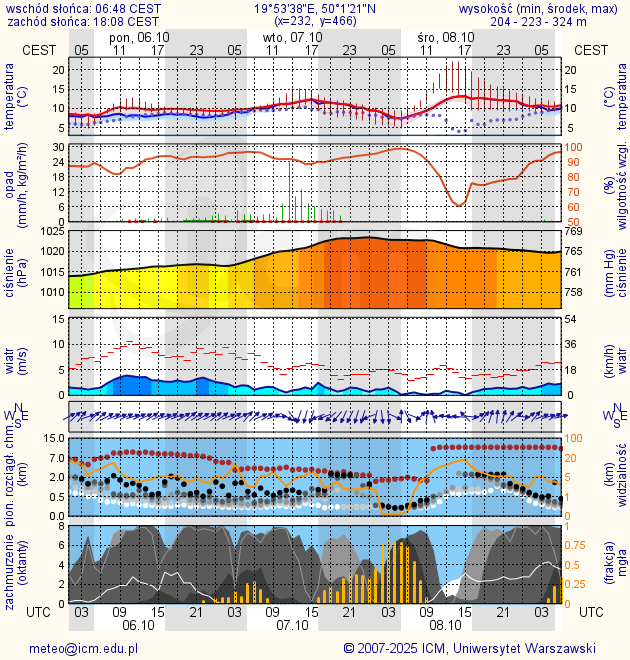 wschód słońca: 06:48 CEST 19°53'38"E, 50°1'21"N wysokość (min, środek, max)
zachód słońca: 18:08 CEST (x=232, y=466) 204 - 223 - 324 m
pon, 06.10 wto, 07.10 śro, 08.10
CEST 05 11 17 23 05 11 17 23 05 11 17 23 05 CEST
temperatura (°C) 20 15 10 5 20 15 10 5 temperatura (°C)
opad (mm/h, kg/m²/h) 30 24 18 12 6 0 100 90 80 70 60 50 (%) wilgotność wzgl.
ciśnienie (hPa) 1025 1020 1015 1010 769 765 761 758 (mm Hg) ciśnienie
wiatr (m/s) 15 10 5 0 54 36 18 0 (km/h) wiatr
N W E S N W E S
pion. rozciągł. chm. (km) 15.0 7.0 2.0 0.5 0.0 100 20 5 1 0 (km) widzialność
zachmurzenie (oktanty) 8 6 4 2 0 1 0.75 0.5 0.25 0 (frakcja) mgła
UTC 03 09 15 21 03 09 15 21 03 09 15 21 03 UTC
06.10 07.10 08.10
meteo@icm.edu.pl © 2007-2025 ICM, Uniwersytet Warszawski